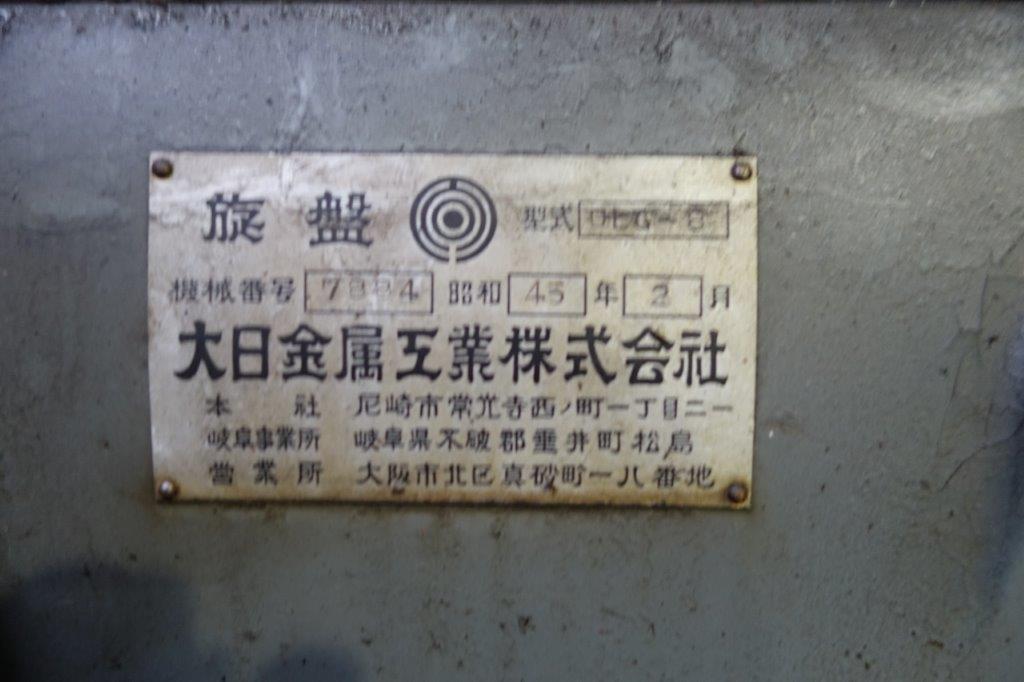 旋盤 型式 DLG-C
機械番号 7884 昭和 45 年 2 月
大日金属工業株式会社
本社 尼崎市常光寺西ノ町一丁目二一
岐阜事業所 岐阜県不破郡垂井町松島
営業所 大阪市北区真砂町一八番地